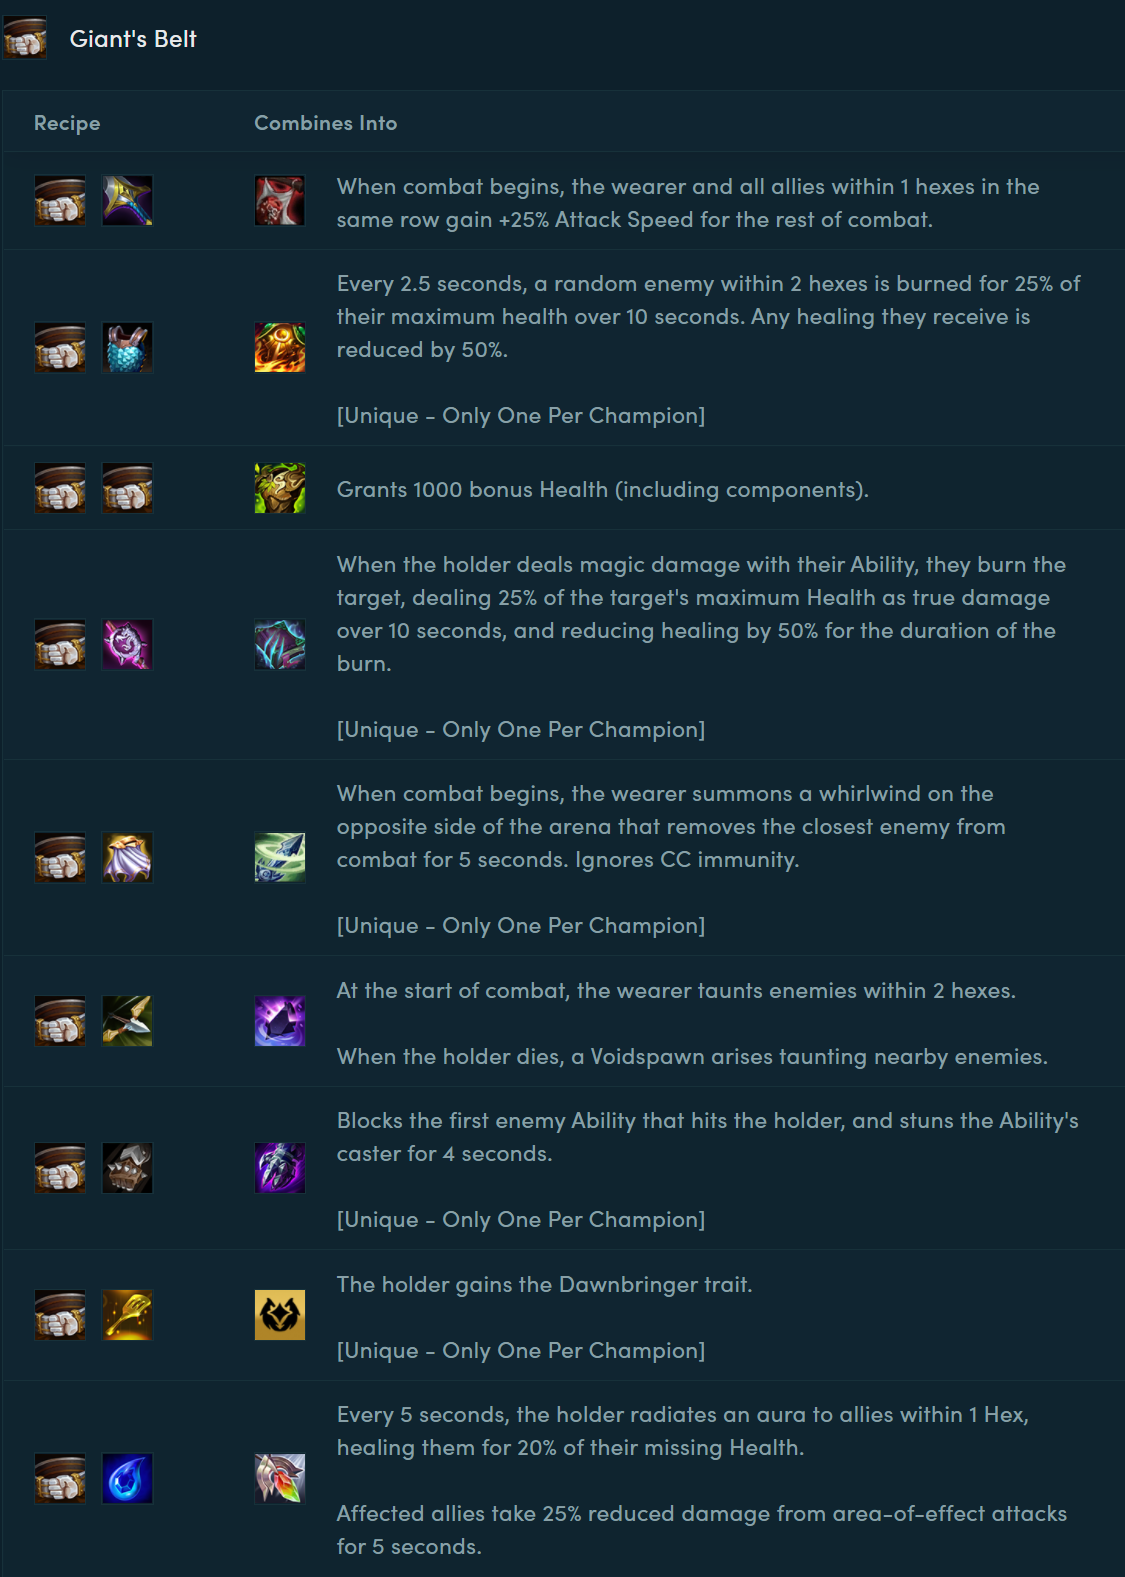 Giant's Belt
Recipe
Combines Into
When combat begins, the wearer and all allies within 1 hexes in the
same row gain +25% Attack Speed for the rest of combat.
Every 2.5 seconds, a random enemy within 2 hexes is burned for 25% of
their maximum health over 10 seconds. Any healing they receive is
reduced by 50%.
[Unique - Only One Per Champion]
Grants 1000 bonus Health (including components).
When the holder deals magic damage with their Ability, they burn the
target, dealing 25% of the target's maximum Health as true damage
over 10 seconds, and reducing healing by 50% for the duration of the
burn.
[Unique - Only One Per Champion]
When combat begins, the wearer summons a whirlwind on the
opposite side of the arena that removes the closest enemy from
combat for 5 seconds. Ignores CC immunity.
[Unique - Only One Per Champion]
At the start of combat, the wearer taunts enemies within 2 hexes.
When the holder dies, a Voidspawn arises taunting nearby enemies.
Blocks the first enemy Ability that hits the holder, and stuns the Ability's
caster for 4 seconds.
[Unique - Only One Per Champion]
The holder gains the Dawnbringer trait.
[Unique - Only One Per Champion]
Every 5 seconds, the holder radiates an aura to allies within 1 Hex,
healing them for 20% of their missing Health.
Affected allies take 25% reduced damage from area-of-effect attacks
for 5 seconds.